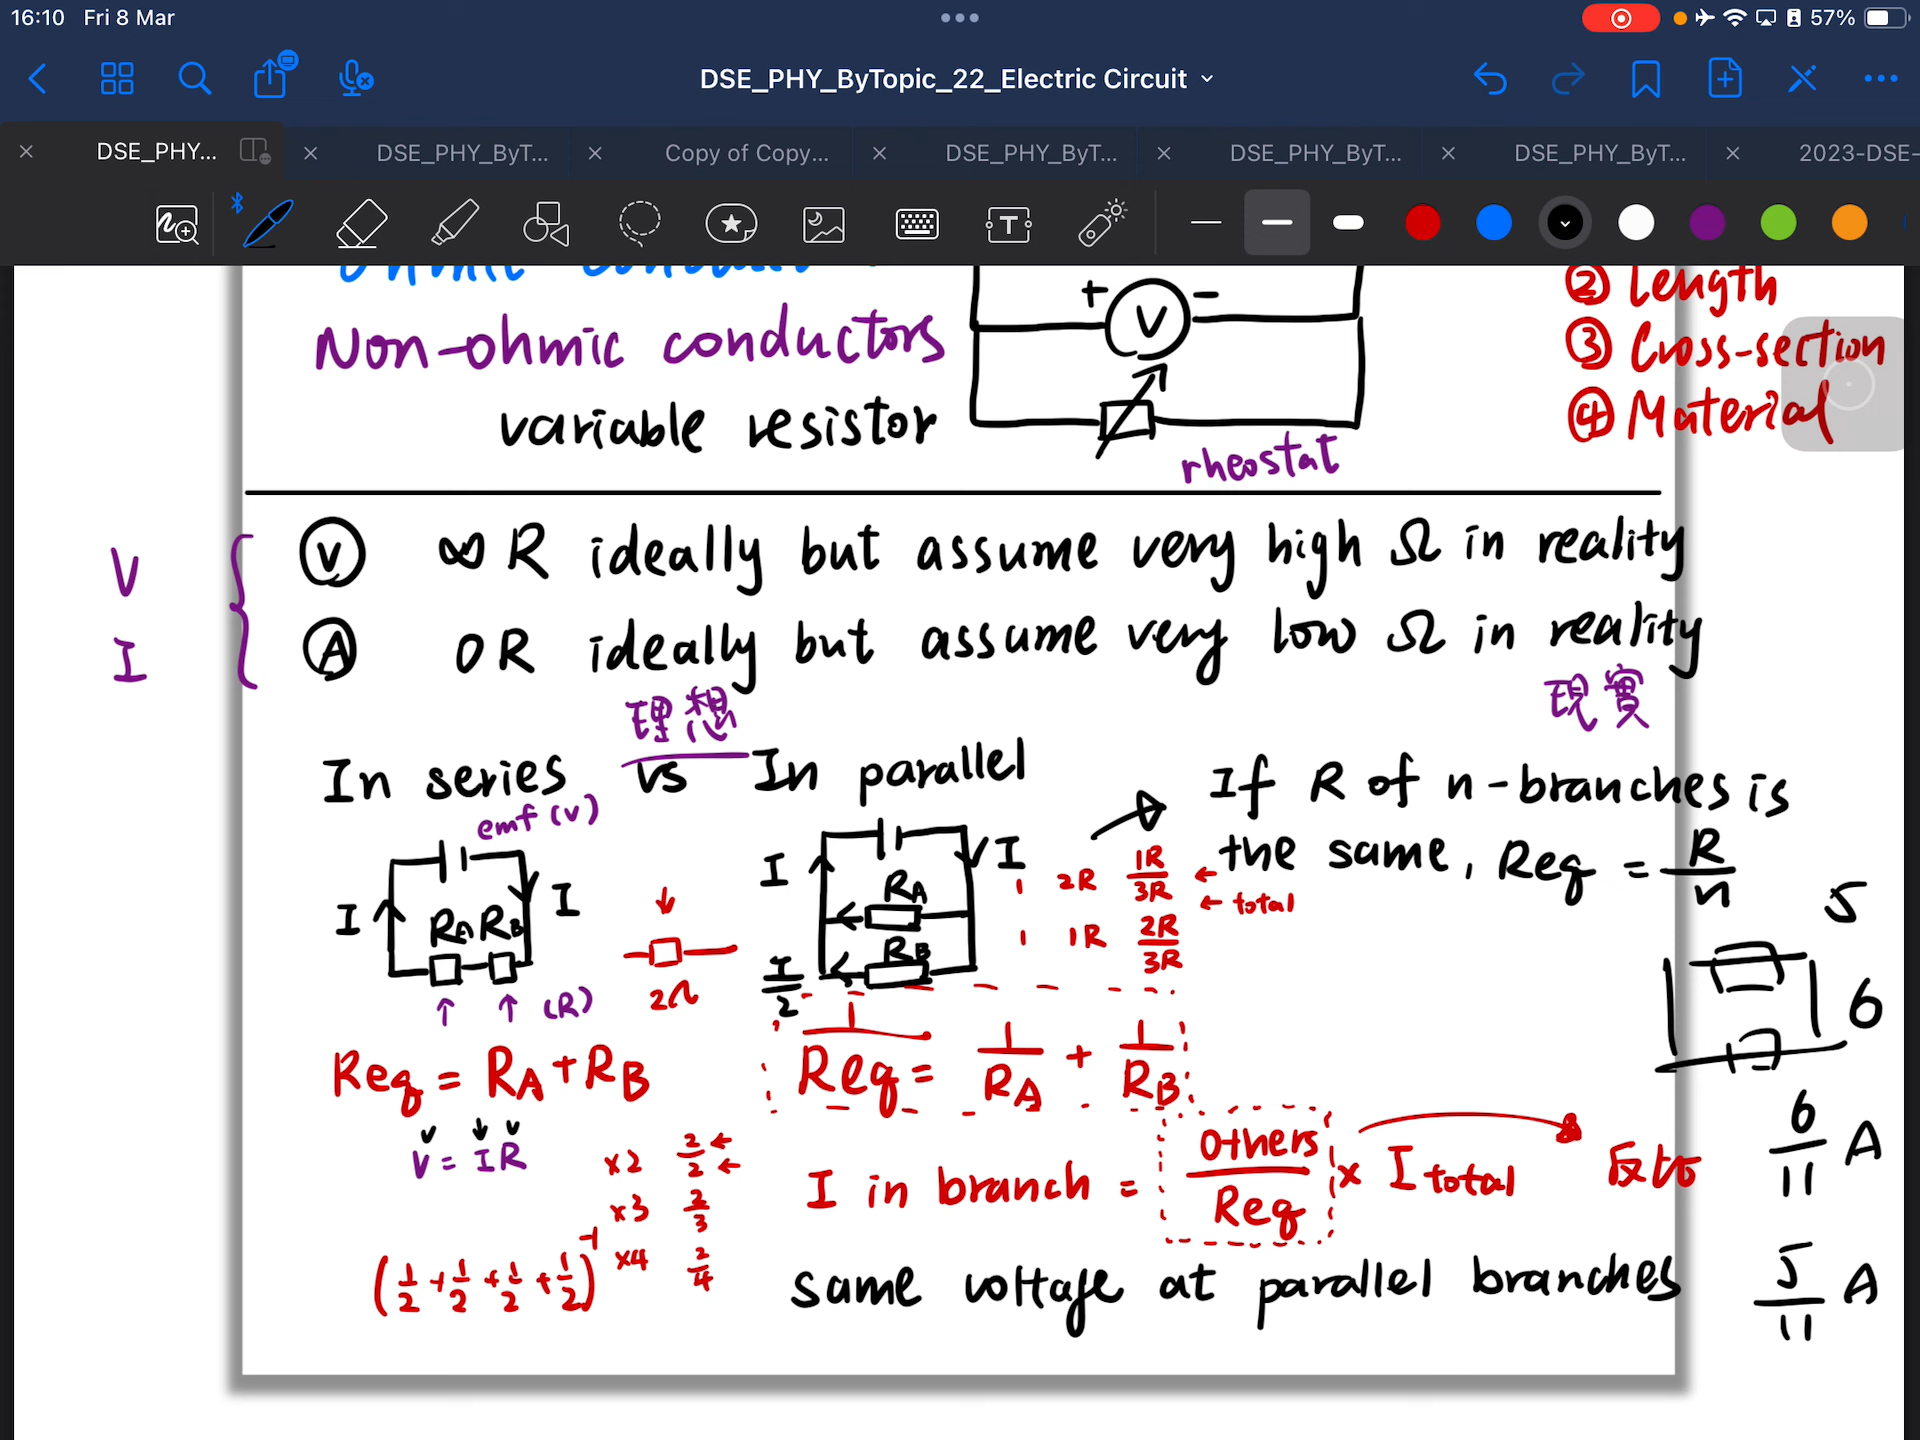 16:10 Fri 8 Mar
57%
DSE_PHY_ByTopic_22_Electric Circuit
DSE_PHY...
DSE_PHY_ByT...
Copy of Copy...
DSE_PHY_ByT...
DSE_PHY_ByT...
DSE_PHY_ByT...
2023-DSE-
T
ohmic
② Length
+ V −
Non-ohmic conductors
③ Cross-section
variable resistor
④ Material
rheostat
V
I
V ∞ R ideally but assume very high Ω in reality
A 0 R ideally but assume very low Ω in reality
理想
現實
In series vs In parallel
emf (V)
I I
RA RB
(R)
2Ω
I I
RA
RB
I/2
1 2R 1R/3R ←
← total
1 1R 2R/3R
If R of n-branches is
the same, Req = R/n
5
6
Req = RA + RB
1/Req = 1/RA + 1/RB
V = IR
x2 2/2
x3 2/3
x4 2/4
(1/2 + 1/2 + 1/2 + 1/2)⁻¹
I in branch = others/Req x I total
反比
6/11 A
same voltage at parallel branches
5/11 A